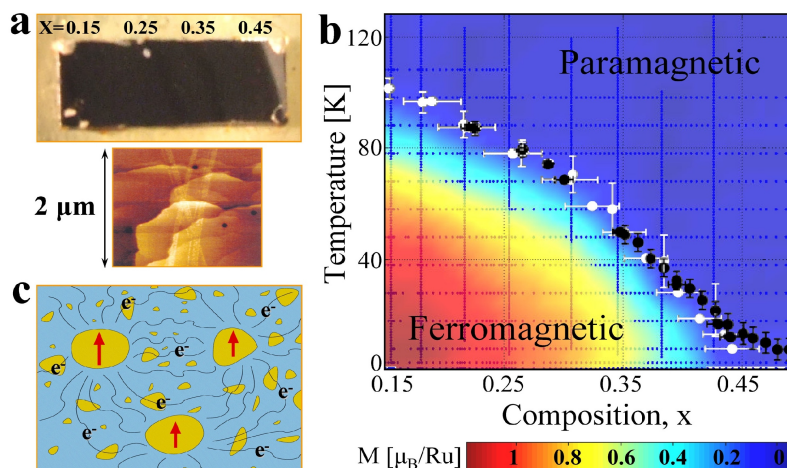 a
X= 0.15 0.25 0.35 0.45
2 μm
c
e-
e-
e-
e-
e-
e-
e-
b
120
80
40
0
Temperature [K]
Paramagnetic
Ferromagnetic
0.15 0.25 0.35 0.45
Composition, x
M [μB/Ru] 1 0.8 0.6 0.4 0.2 0